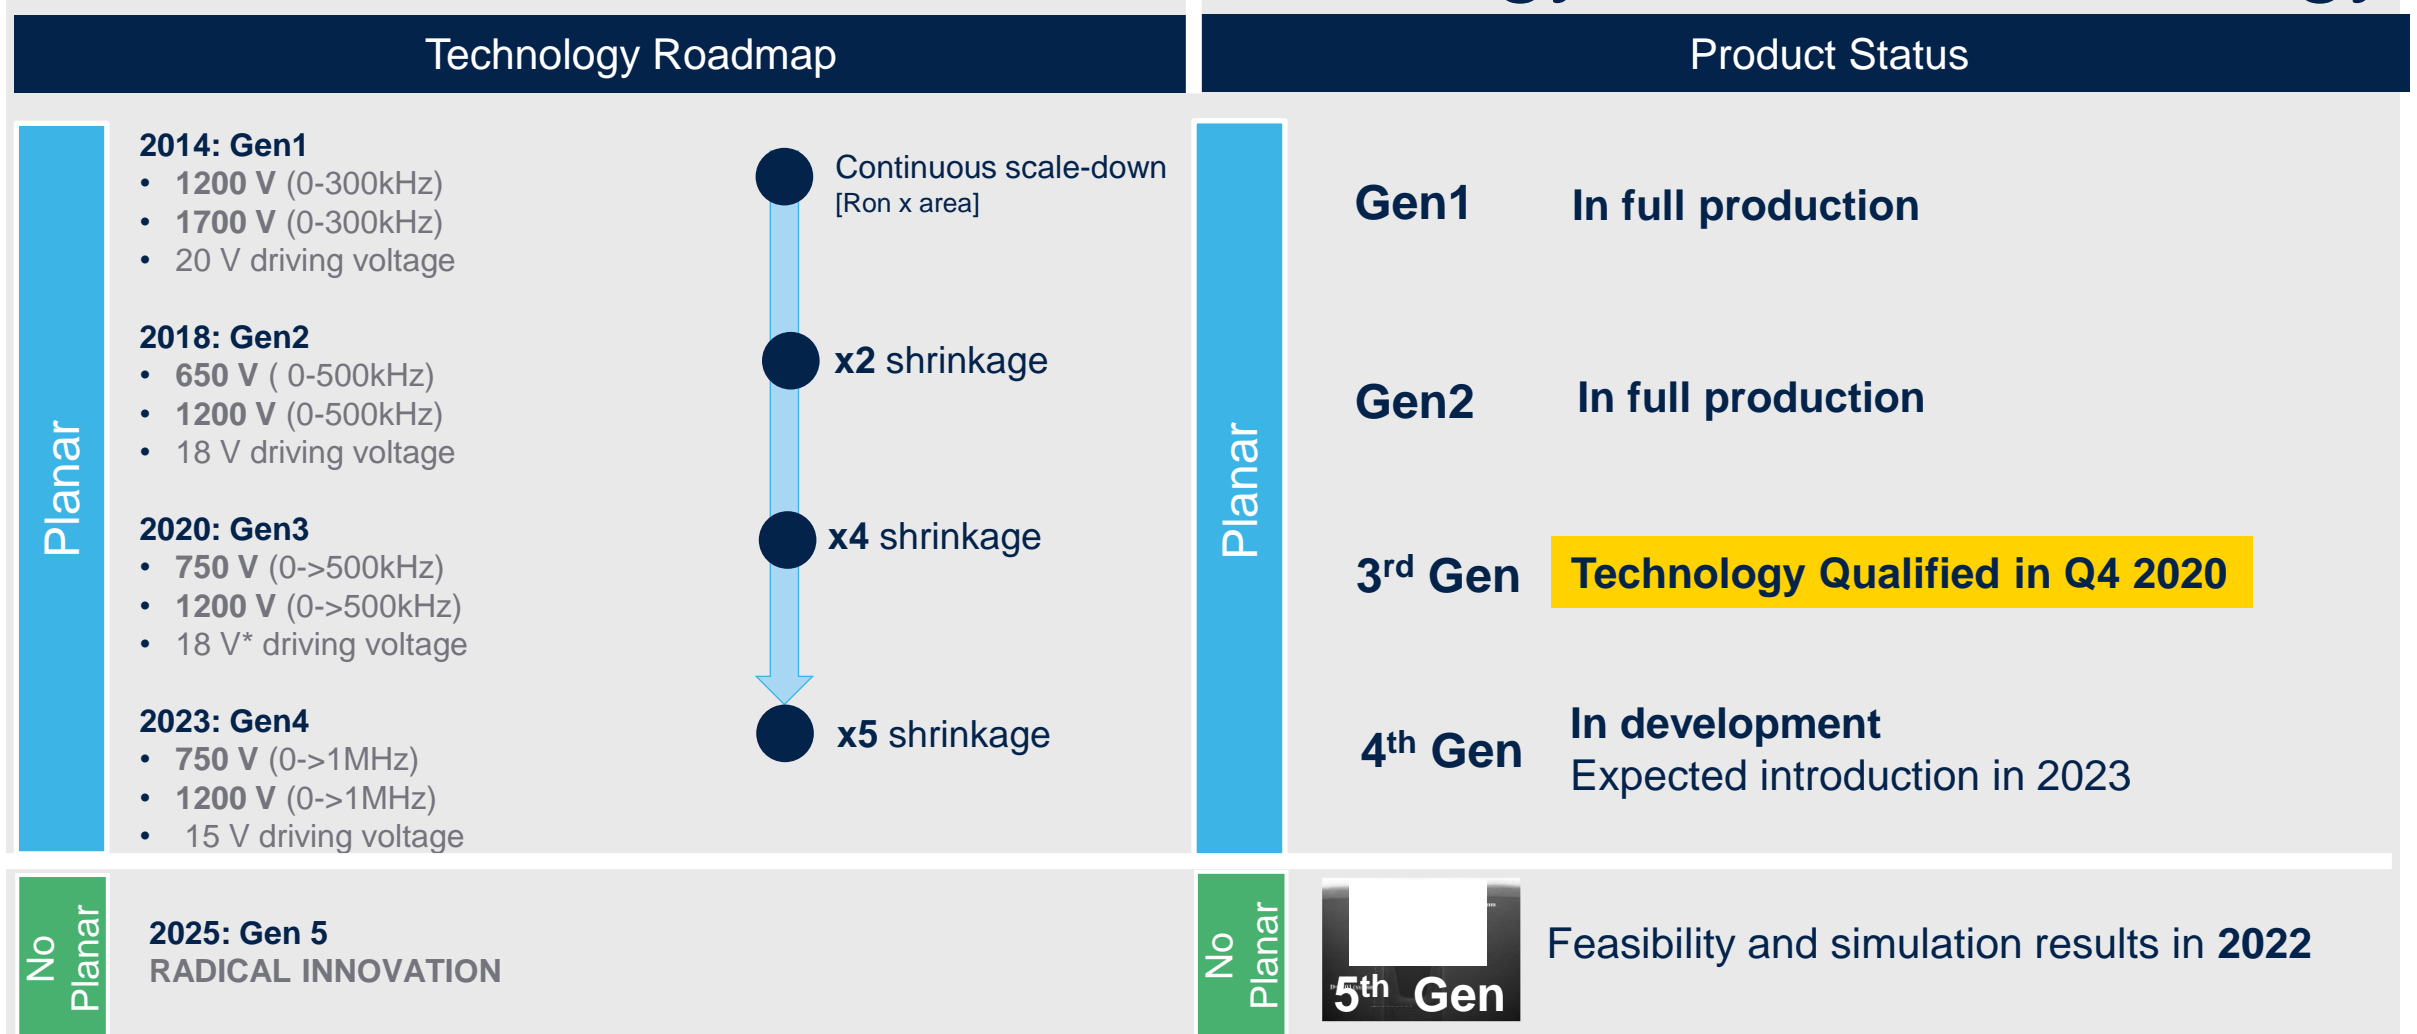 Technology Roadmap
Planar
2014: Gen1
• 1200 V (0-300kHz)
• 1700 V (0-300kHz)
• 20 V driving voltage
2018: Gen2
• 650 V ( 0-500kHz)
• 1200 V (0-500kHz)
• 18 V driving voltage
2020: Gen3
• 750 V (0->500kHz)
• 1200 V (0->500kHz)
• 18 V* driving voltage
2023: Gen4
• 750 V (0->1MHz)
• 1200 V (0->1MHz)
• 15 V driving voltage
Continuous scale-down
[Ron x area]
x2 shrinkage
x4 shrinkage
x5 shrinkage
No
Planar
2025: Gen 5
RADICAL INNOVATION
Product Status
Planar
Gen1 In full production
Gen2 In full production
3rd Gen Technology Qualified in Q4 2020
4th Gen
In development
Expected introduction in 2023
No
Planar
5th Gen
Feasibility and simulation results in 2022